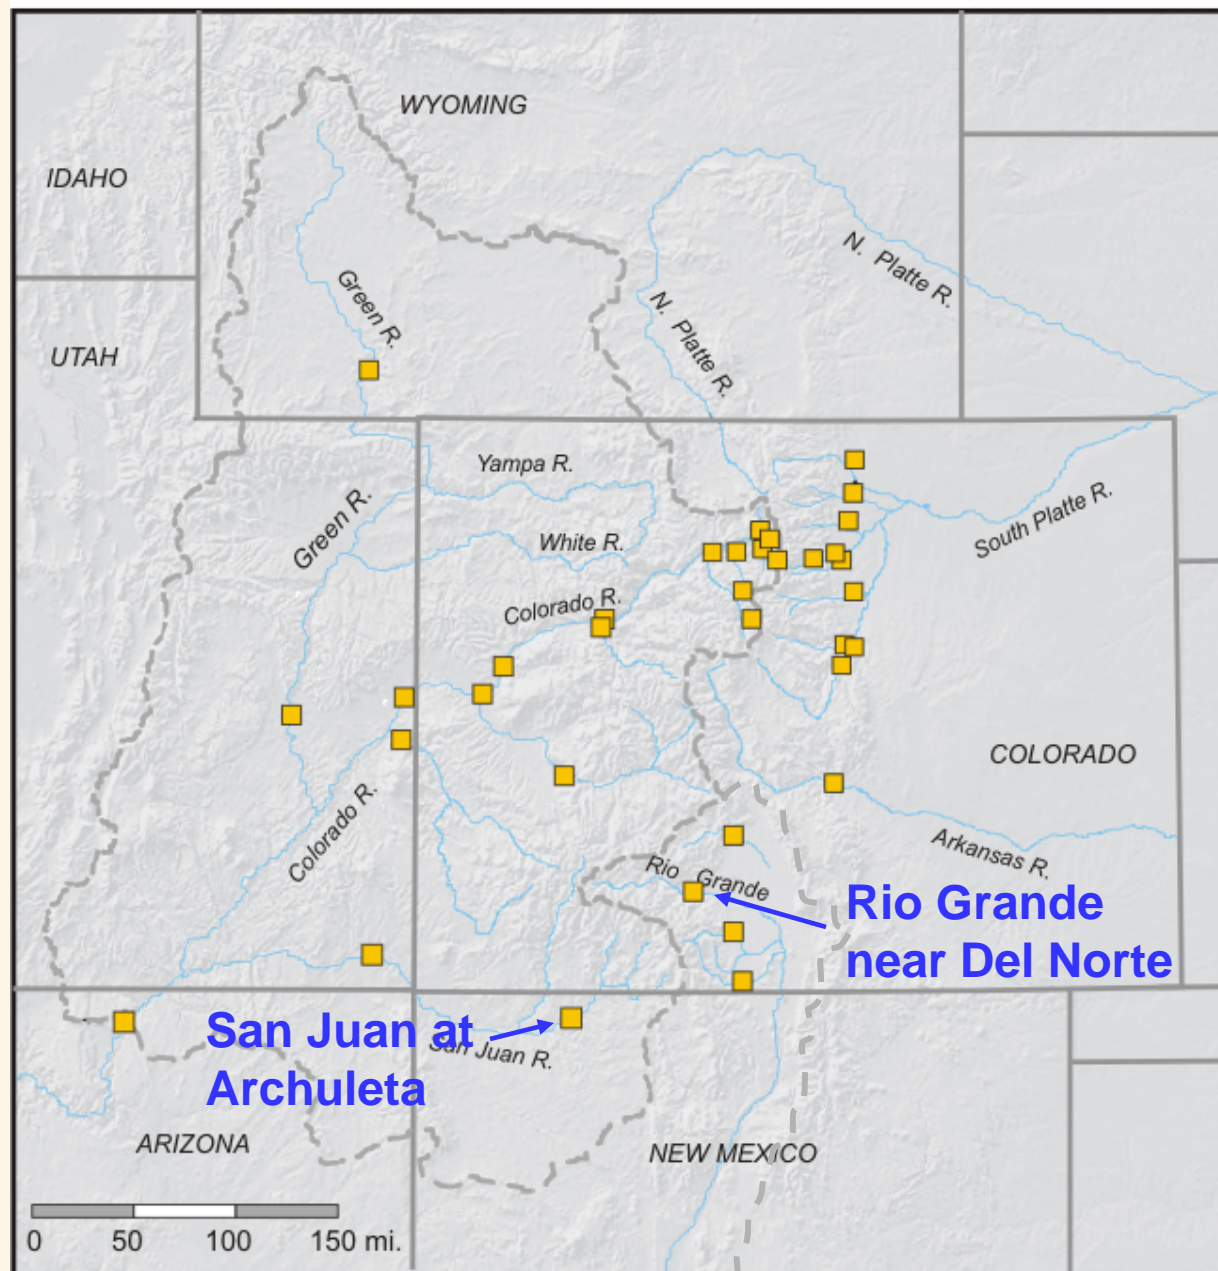 WYOMING
IDAHO
N. Platte R.
Green R.
N. Platte R.
UTAH
Yampa R.
Green R.
South Platte R.
White R.
Colorado R.
COLORADO
Colorado R.
Arkansas R.
Rio Grande
Rio Grande
near Del Norte
San Juan at
Archuleta
San Juan R.
ARIZONA
NEW MEXICO
0 50 100 150 mi.